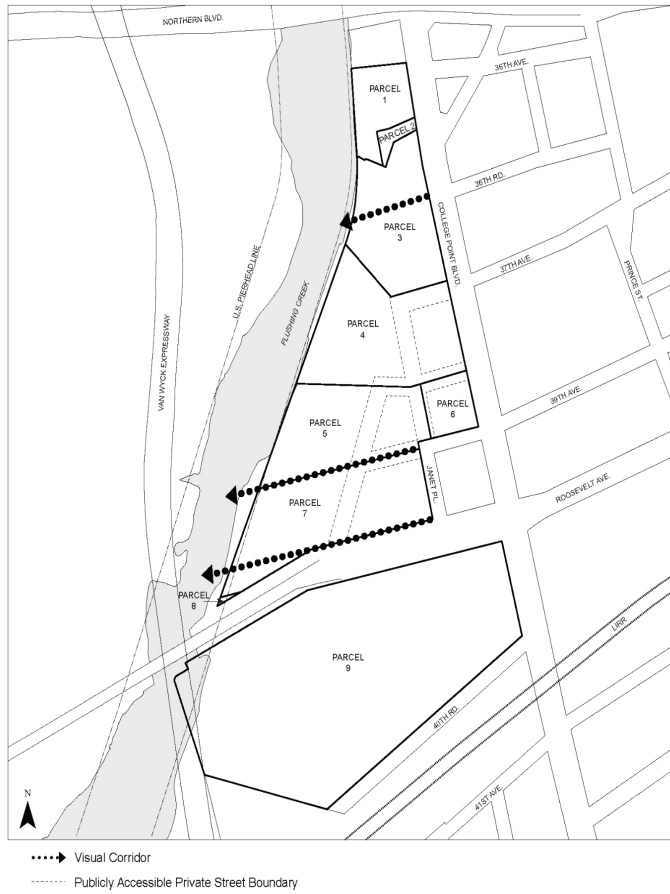 NORTHERN BLVD.
36TH AVE.
PARCEL
1
PARCEL 2
36TH RD.
COLLEGE POINT BLVD.
PARCEL
3
37TH AVE.
PRINCE ST.
U.S. PIERHEAD LINE
FLUSHING CREEK
VAN WYCK EXPRESSWAY
PARCEL
4
39TH AVE.
PARCEL
6
PARCEL
5
JANET PL.
ROOSEVELT AVE.
PARCEL
7
PARCEL
8
LIRR
PARCEL
9
40TH RD.
41ST AVE.
N
Visual Corridor
Publicly Accessible Private Street Boundary